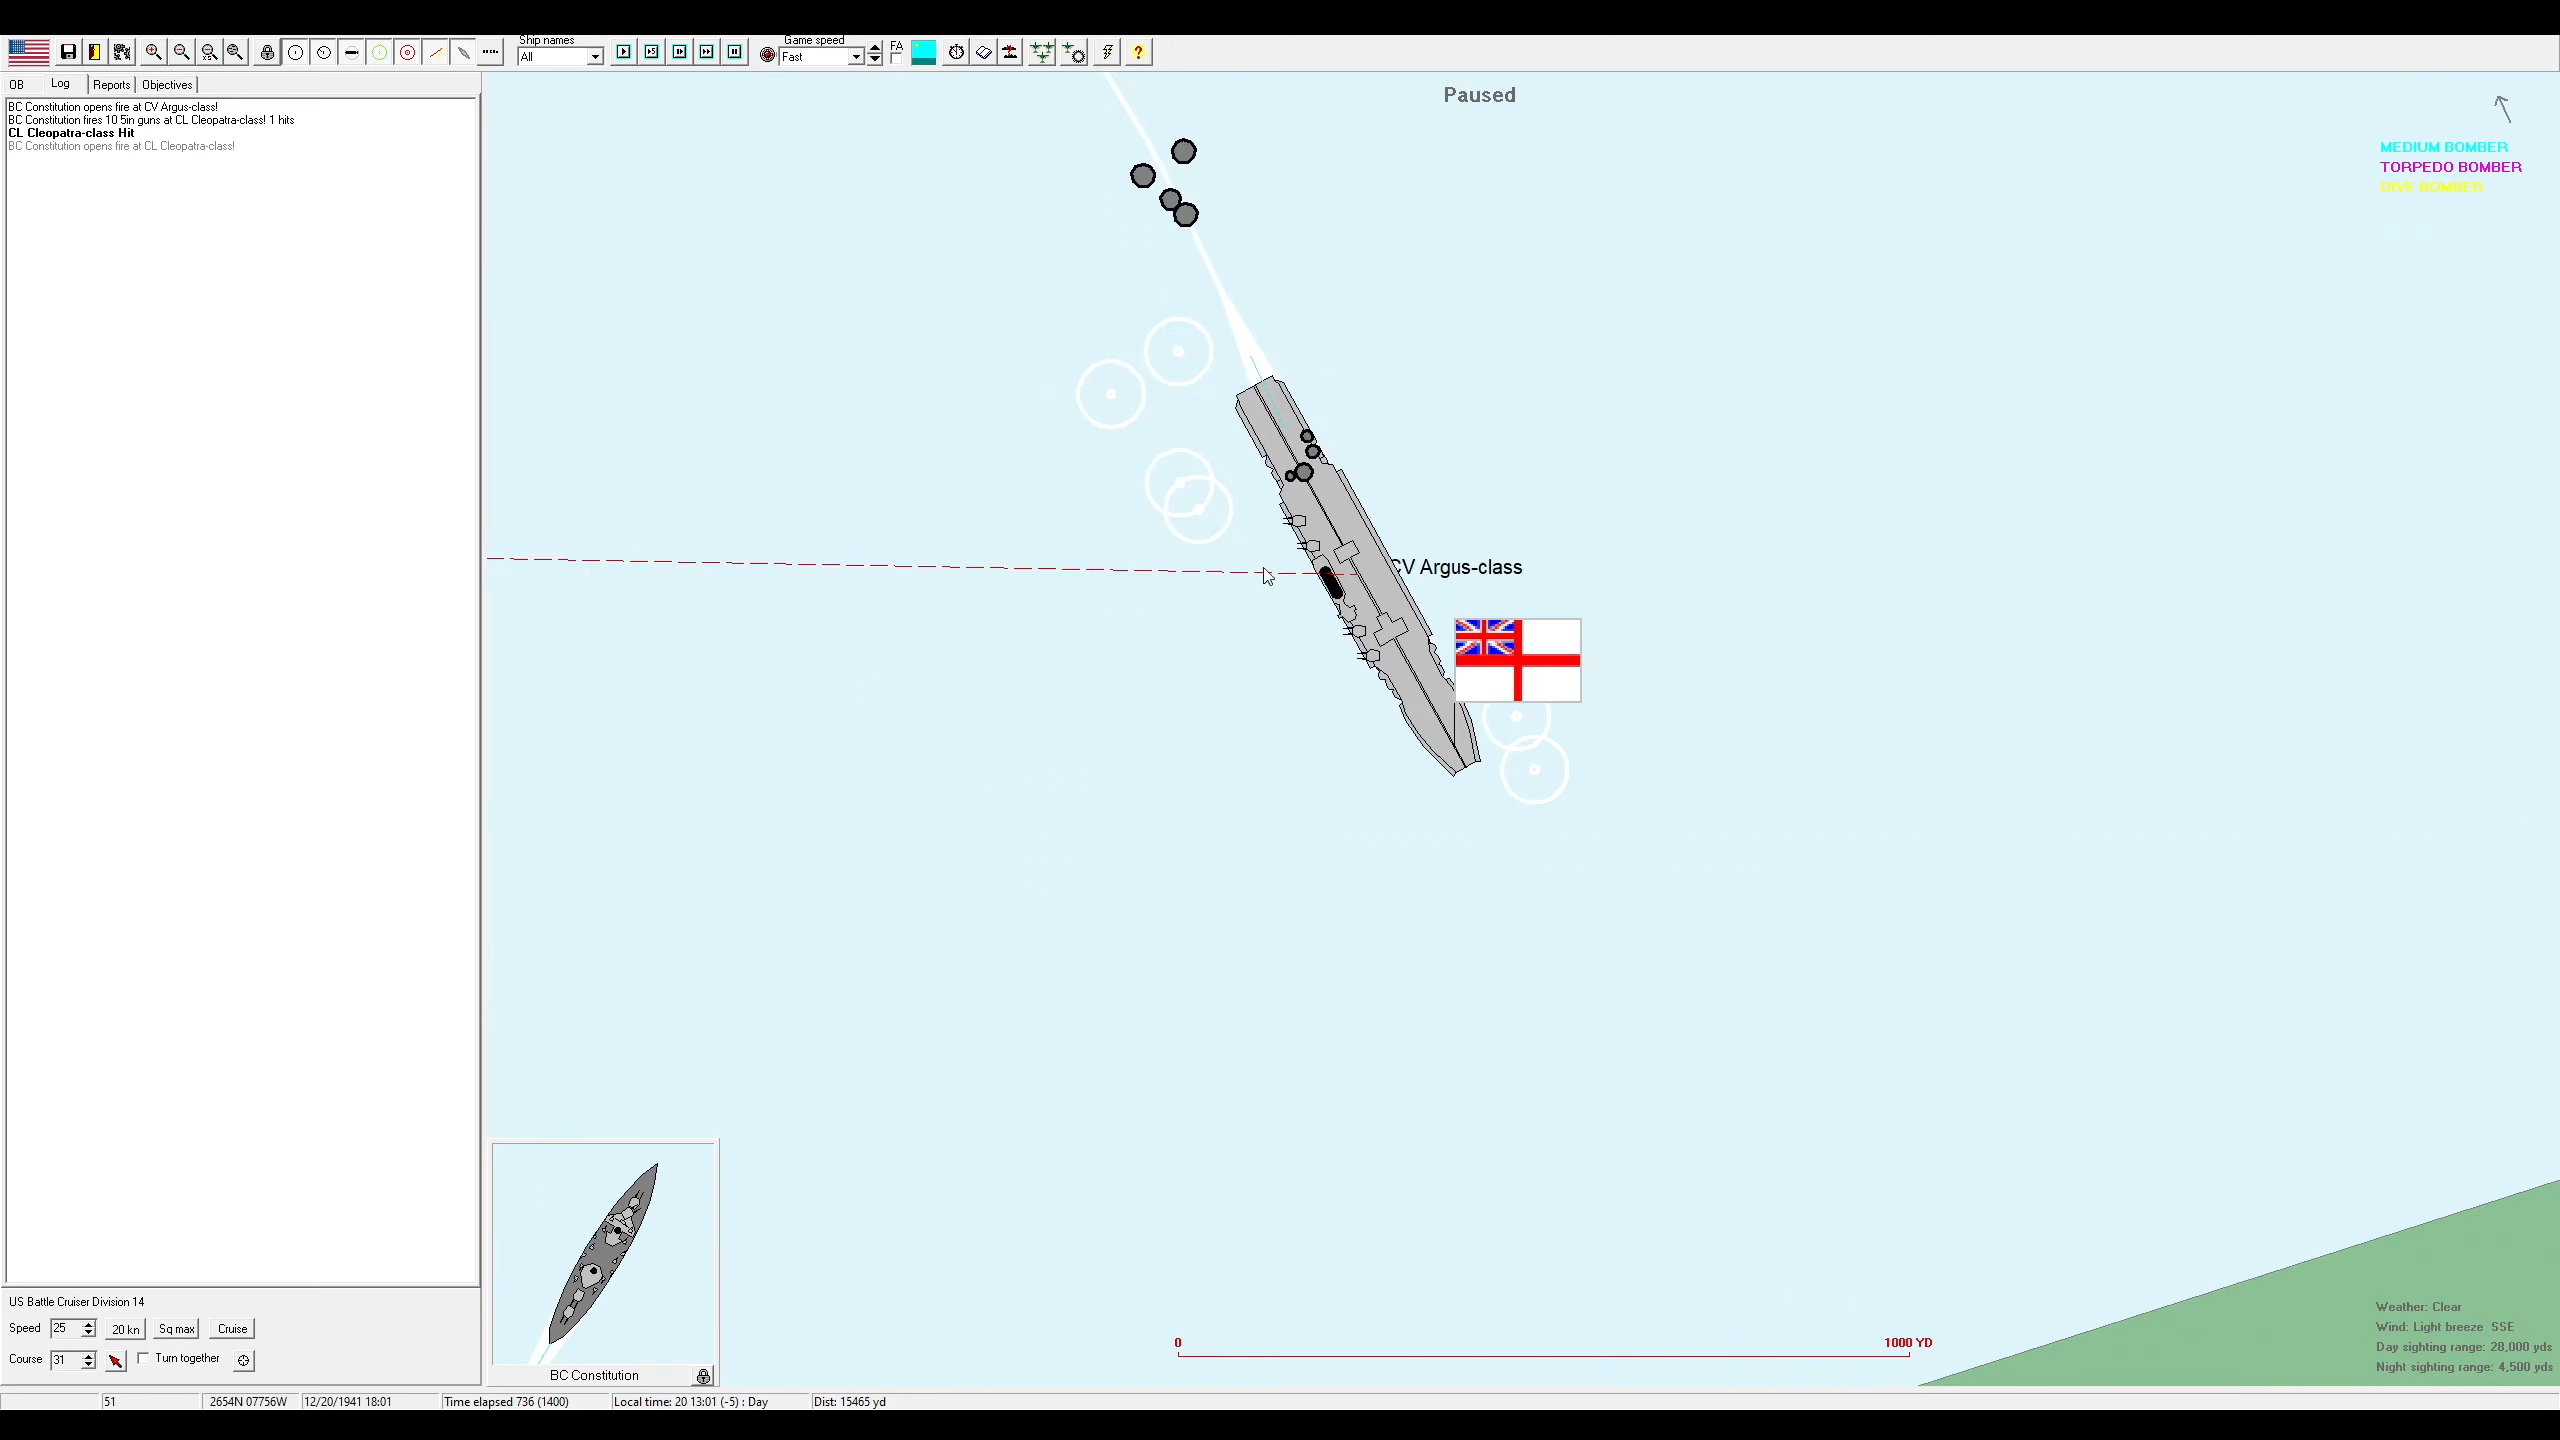 Ship names
All
Game speed
Fast
FA
OB
Log
Reports
Objectives
BC Constitution opens fire at CV Argus-class!
BC Constitution fires 10 5in guns at CL Cleopatra-class! 1 hits
CL Cleopatra-class Hit
BC Constitution opens fire at CL Cleopatra-class!
Paused
MEDIUM BOMBER
TORPEDO BOMBER
DIVE BOMBER
CV Argus-class
US Battle Cruiser Division 14
Speed 25 20 kn Sq max Cruise
Course 31 Turn together
BC Constitution
0 1000 YD
Weather: Clear
Wind: Light breeze SSE
Day sighting range: 28,000 yds
Night sighting range: 4,500 yds
51 2654N 07756W 12/20/1941 18:01 Time elapsed 736 (1400) Local time: 20 13:01 (-5) : Day Dist: 15465 yd